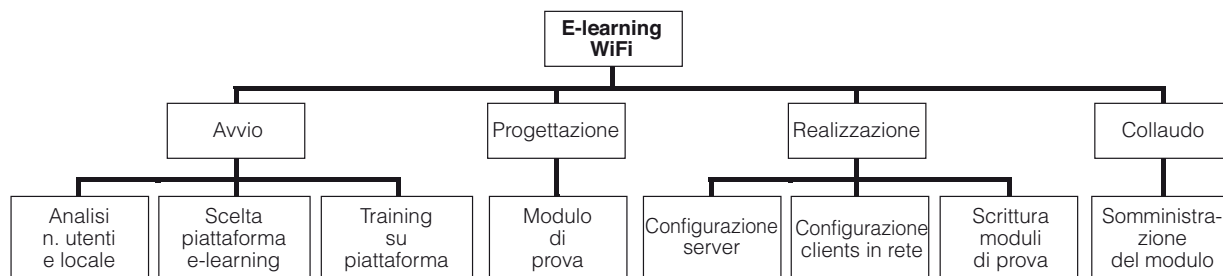 E-learning
WiFi
Avvio
Progettazione
Realizzazione
Collaudo
Analisi
n. utenti
e locale
Scelta
piattaforma
e-learning
Training
su
piattaforma
Modulo
di
prova
Configurazione
server
Configurazione
clients in rete
Scrittura
moduli
di prova
Somministra-
zione
del modulo